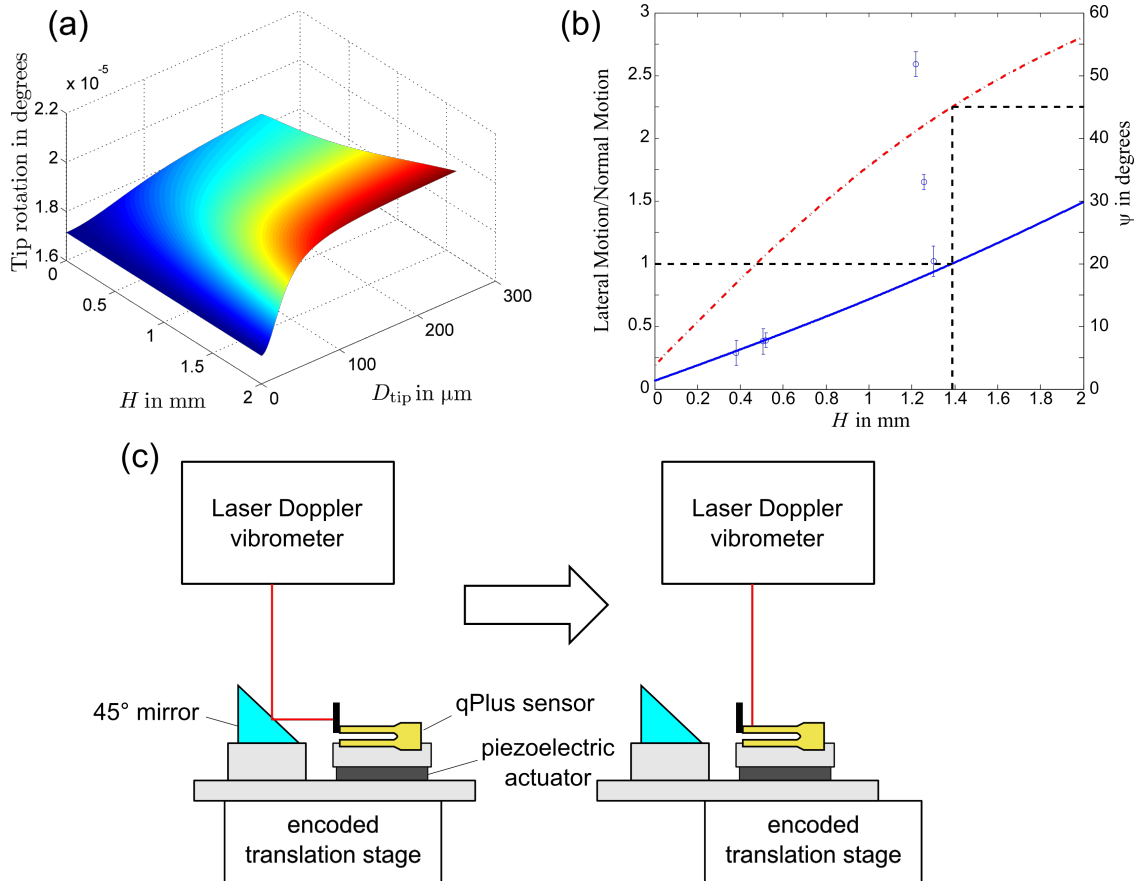 (a)
Tip rotation in degrees
x 10⁻⁵
2.2
2
1.8
1.6
0
0.5
1
1.5
2
H in mm
0
100
200
300
D_tip in μm
(b)
Lateral Motion/Normal Motion
3
2.5
2
1.5
1
0.5
0
0 0.2 0.4 0.6 0.8 1 1.2 1.4 1.6 1.8 2
H in mm
60
50
40
30
20
10
0
ψ in degrees
(c)
Laser Doppler
vibrometer
Laser Doppler
vibrometer
45° mirror
qPlus sensor
piezoelectric
actuator
encoded
translation stage
encoded
translation stage